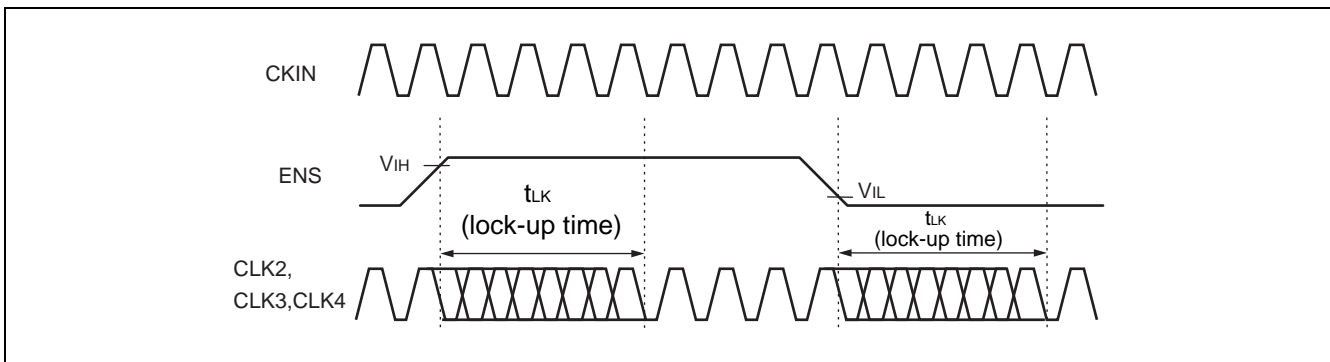 CKIN
ENS
VIH
tLK
(lock-up time)
VIL
tLK
(lock-up time)
CLK2,
CLK3,CLK4